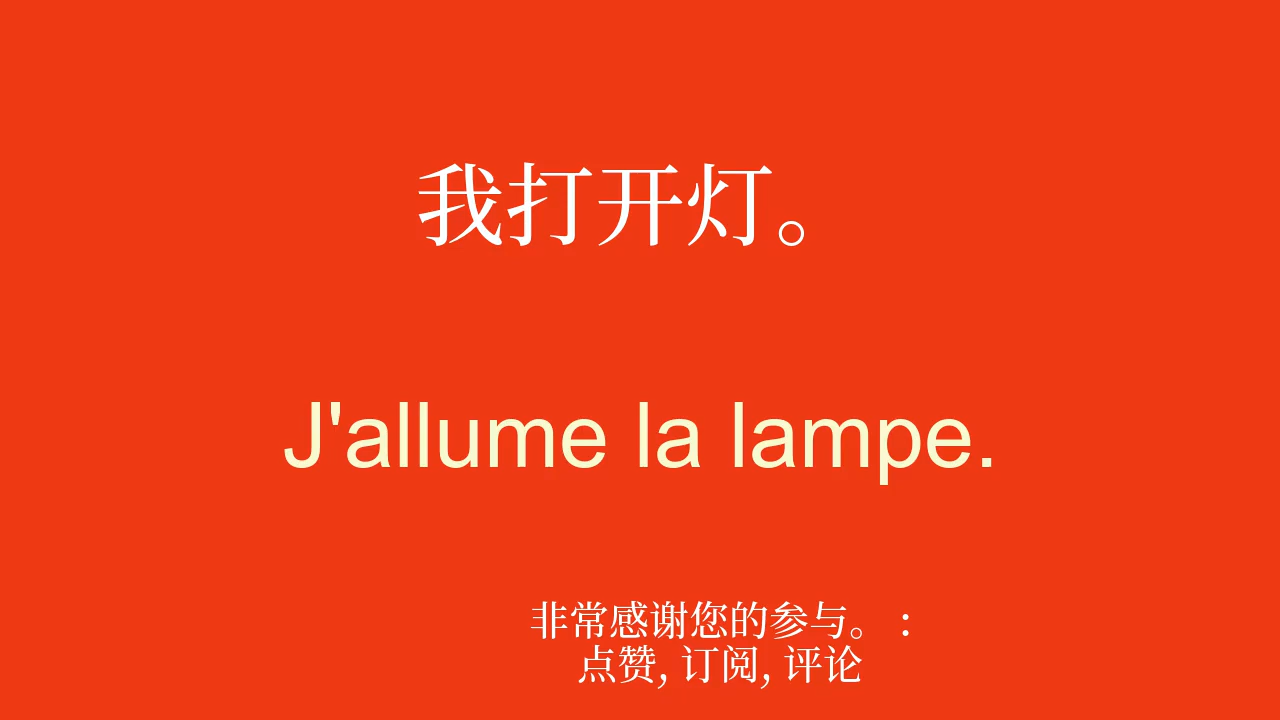 我打开灯。
J'allume la lampe.
非常感谢您的参与。 :
点赞, 订阅, 评论